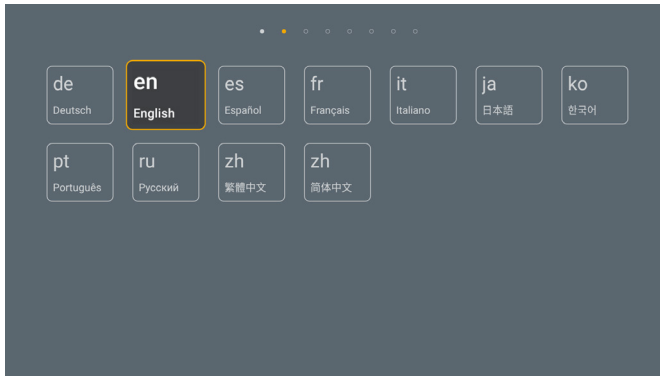 de
Deutsch
en
English
es
Español
fr
Français
it
Italiano
ja
日本語
ko
한국어
pt
Português
ru
Русский
zh
繁體中文
zh
简体中文